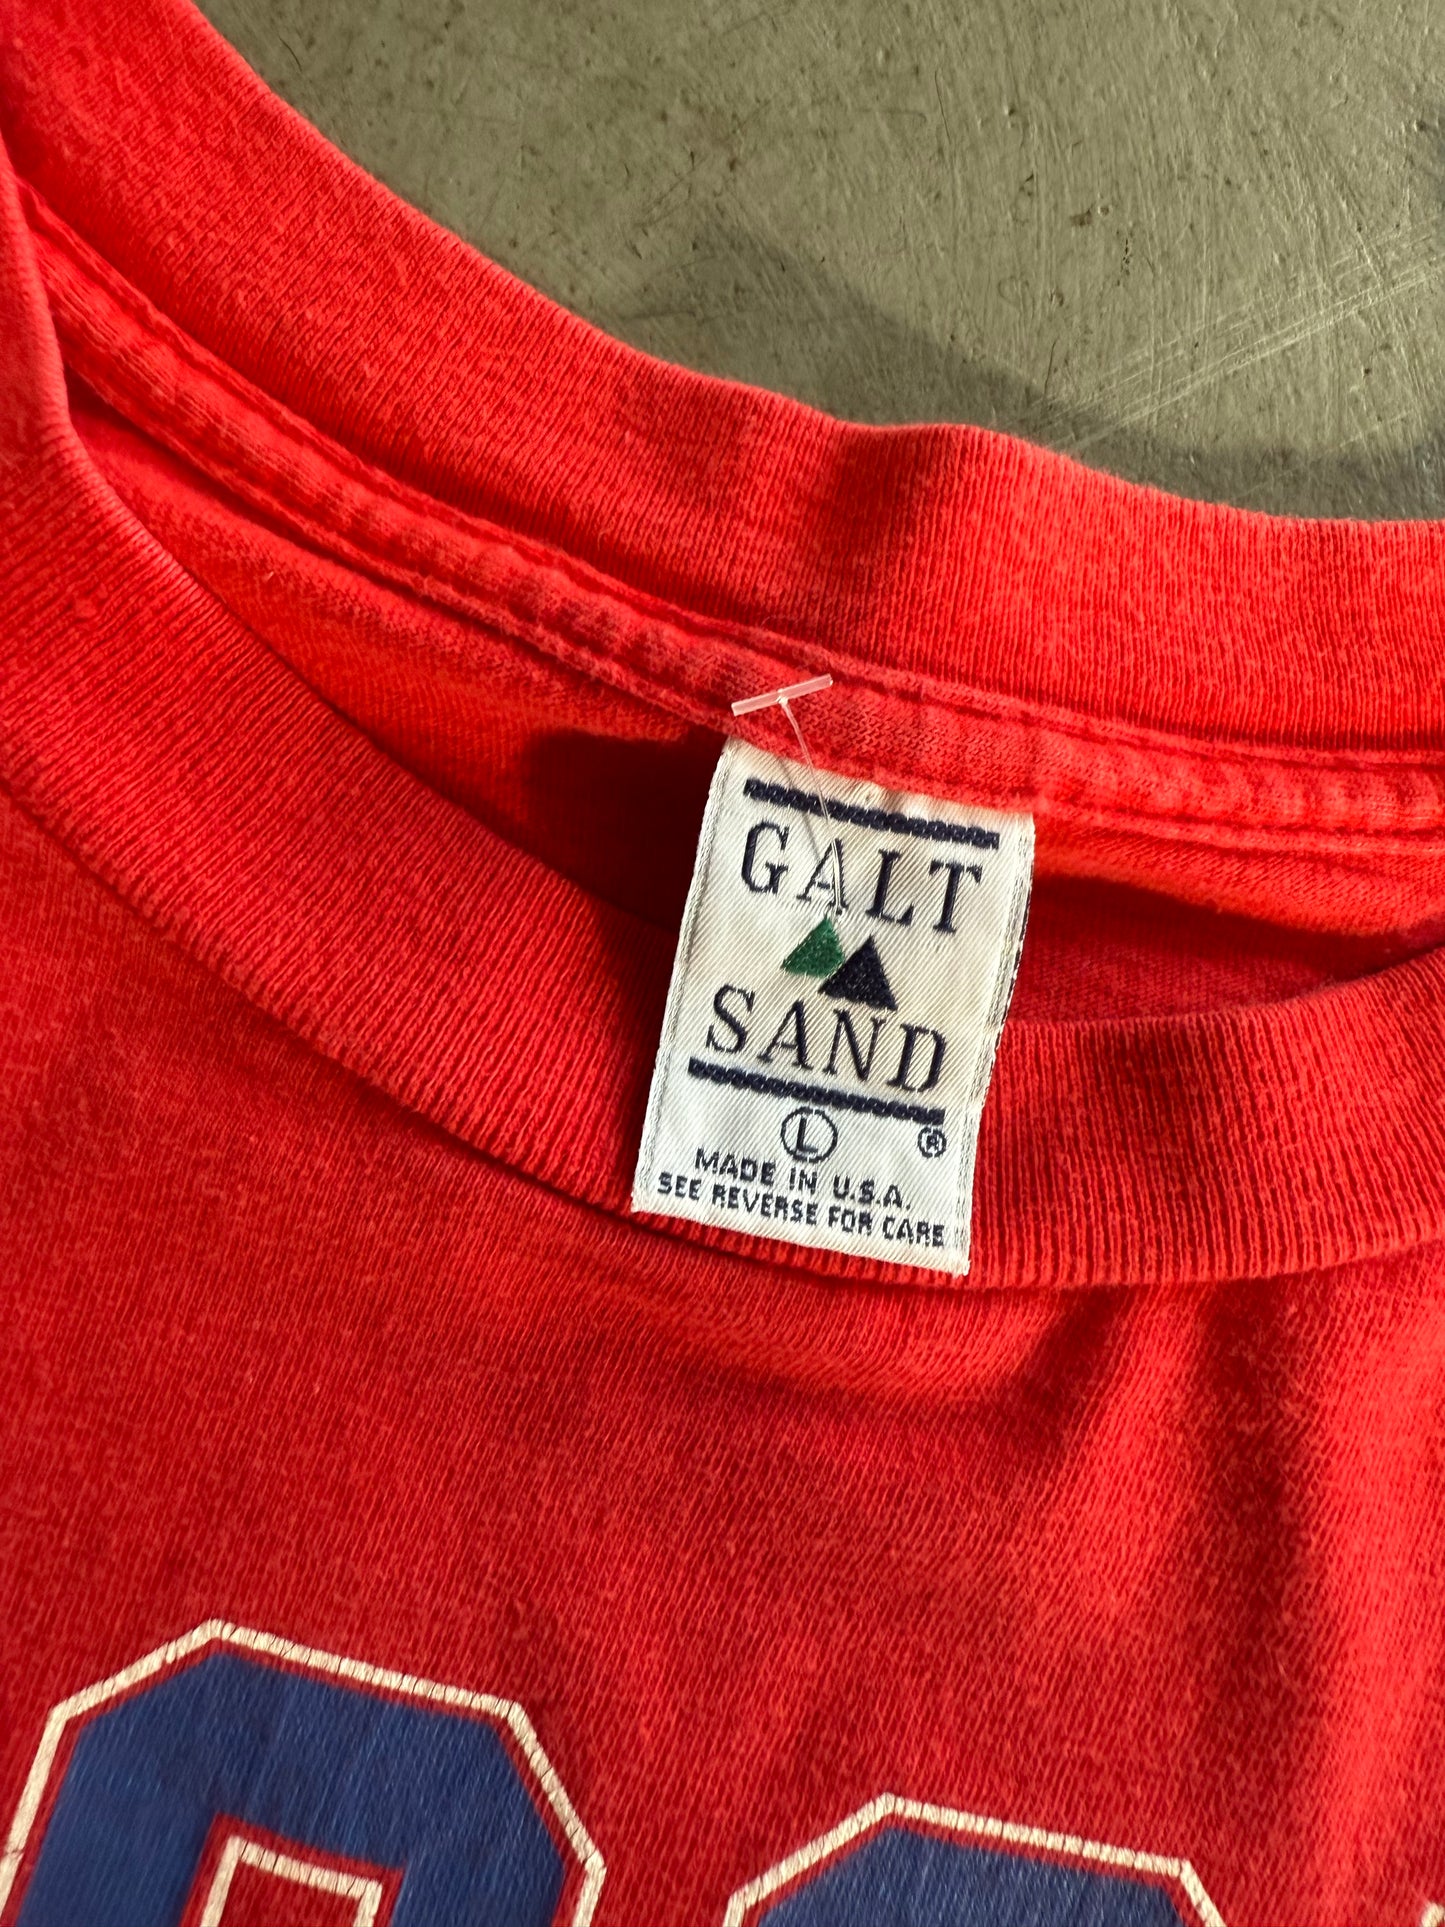 GALT
SAND
L ®
MADE IN U.S.A.
SEE REVERSE FOR CARE